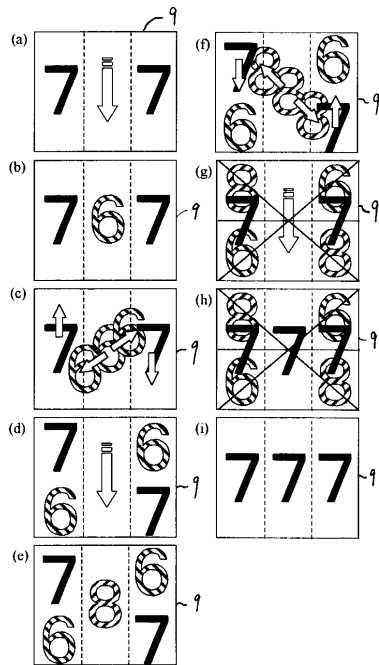 9
(a)
7 7
(b)
7 6 7 9
(c)
7 6 6 6 7 9
(d)
7 6
6 7 9
(e)
7 8 6 9
6 7
(f)
7 8 6
8 9
6 8 7
(g)
8 6
7 7 9
6 8
(h)
8 6
7 7 7 9
6 8
(i)
7 7 7 9